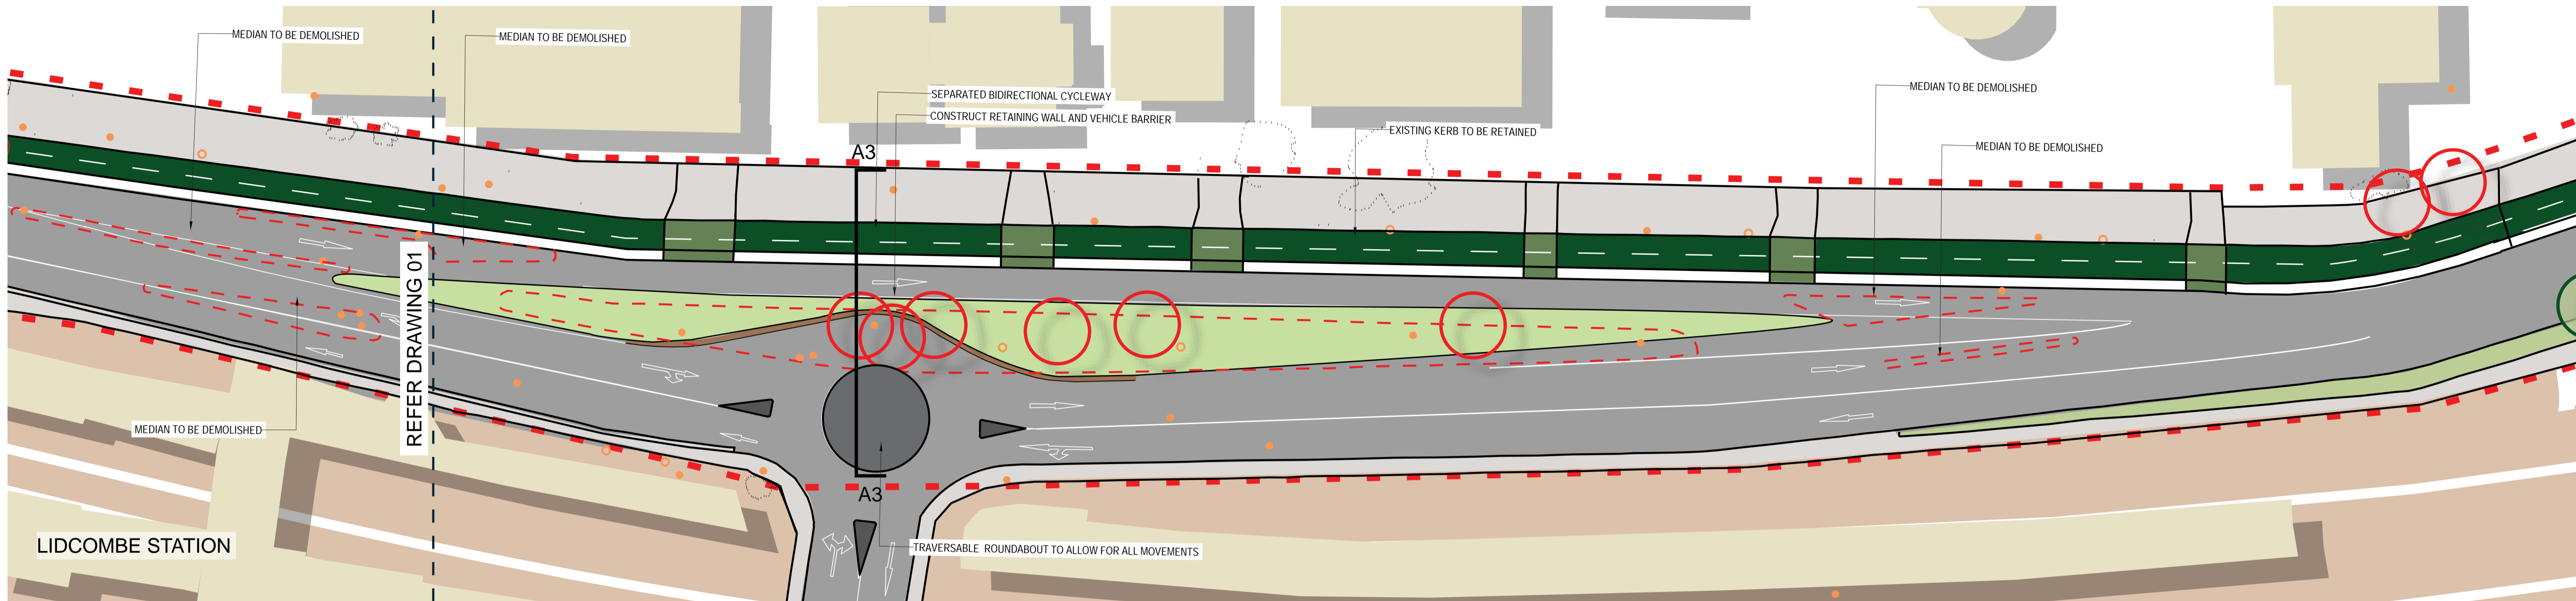 MEDIAN TO BE DEMOLISHED
MEDIAN TO BE DEMOLISHED
SEPARATED BIDIRECTIONAL CYCLEWAY
CONSTRUCT RETAINING WALL AND VEHICLE BARRIER
EXISTING KERB TO BE RETAINED
MEDIAN TO BE DEMOLISHED
MEDIAN TO BE DEMOLISHED
A3
REFER DRAWING 01
MEDIAN TO BE DEMOLISHED
A3
LIDCOMBE STATION
TRAVERSABLE ROUNDABOUT TO ALLOW FOR ALL MOVEMENTS